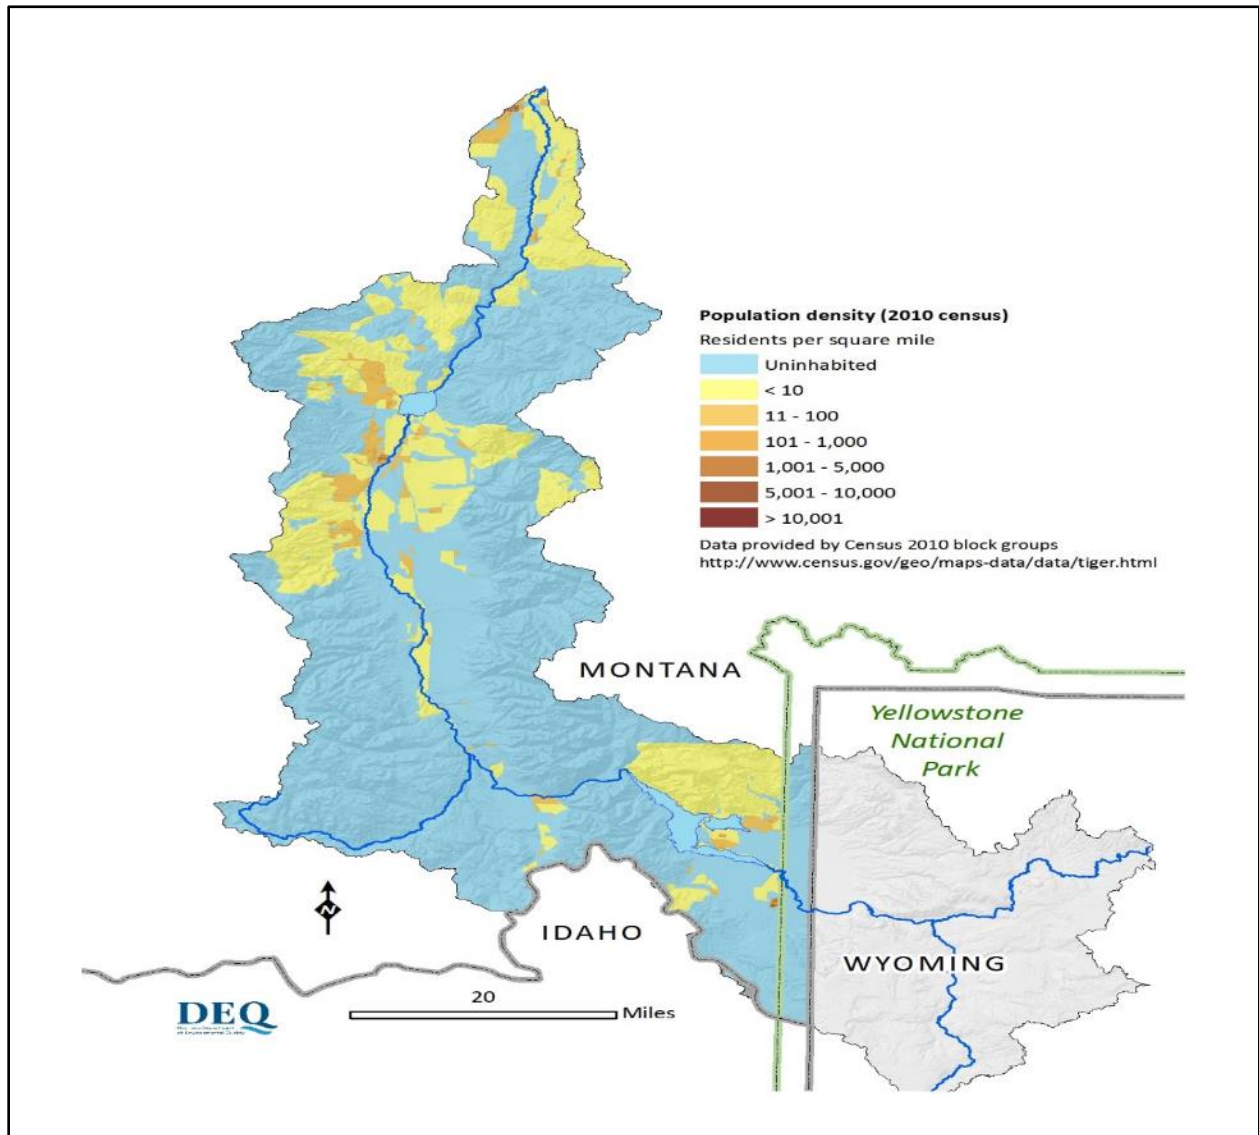 Population density (2010 census)
Residents per square mile
Uninhabited
< 10
11 - 100
101 - 1,000
1,001 - 5,000
5,001 - 10,000
> 10,001
Data provided by Census 2010 block groups
http://www.census.gov/geo/maps-data/data/tiger.html
MONTANA
Yellowstone
National
Park
IDAHO
WYOMING
N
20
Miles
DEQ